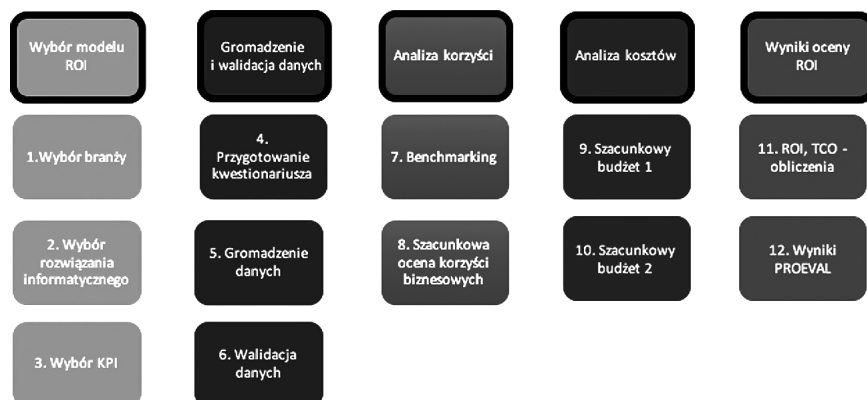 Wybór modelu
ROI
Gromadzenie
i walidacja danych
Analiza korzyści
Analiza kosztów
Wyniki oceny
ROI
1.Wybór branży
4.
Przygotowanie
kwestionariusza
7. Benchmarking
9. Szacunkowy
budżet 1
11. ROI, TCO -
obliczenia
2. Wybór
rozwiązania
informatycznego
5. Gromadzenie
danych
8. Szacunkowa
ocena korzyści
biznesowych
10. Szacunkowy
budżet 2
12. Wyniki
PROEVAL
3. Wybór KPI
6. Walidacja
danych